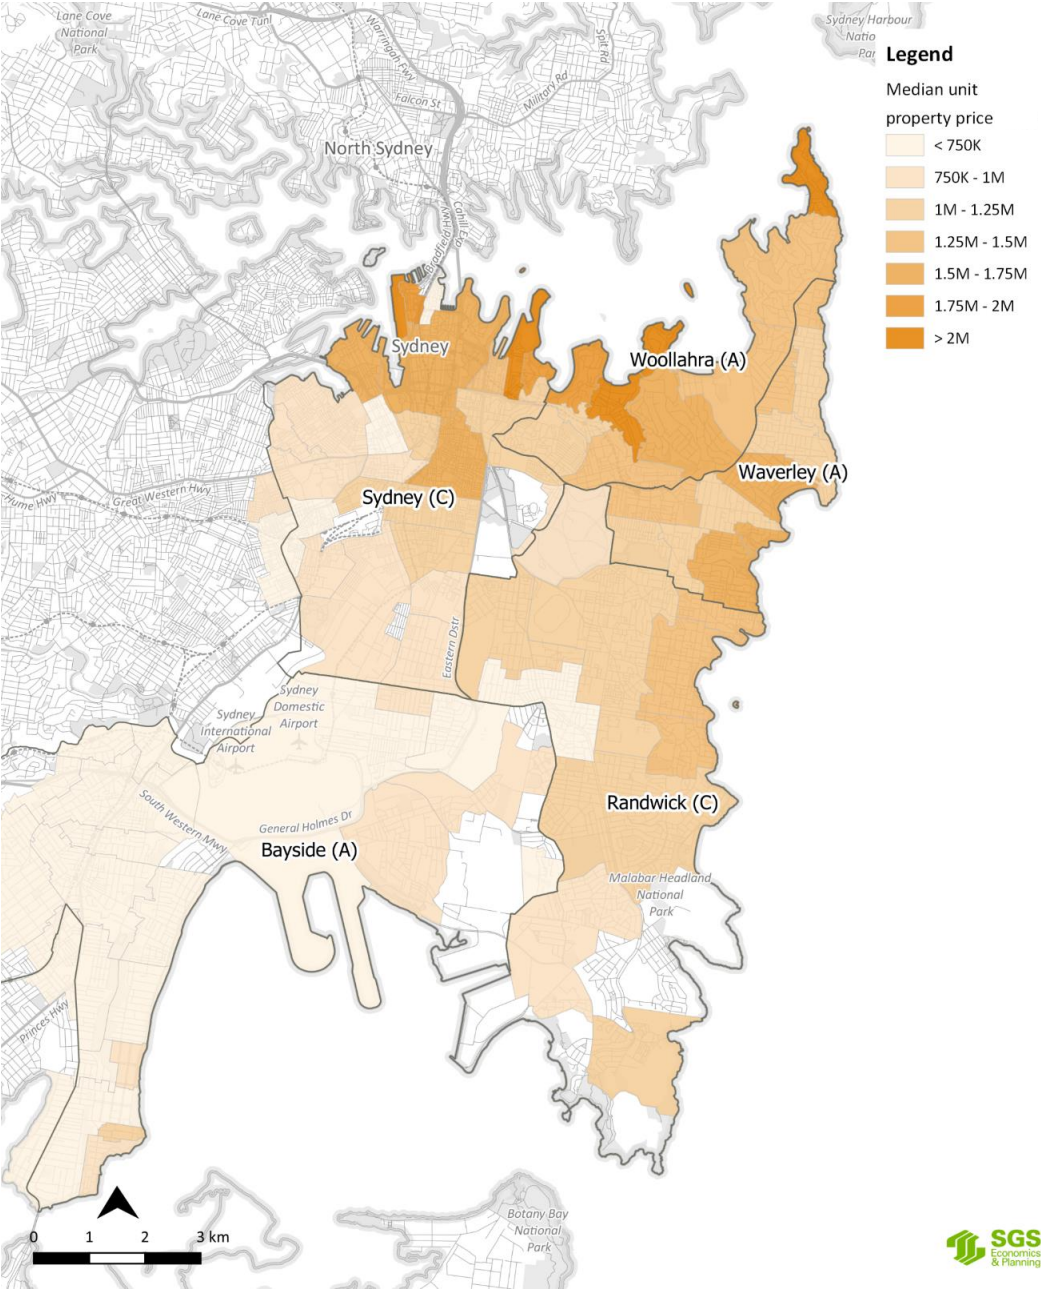 Lane Cove
National
Park
Lane Cove Tunl
Warringah Fwy
Spit Rd
Sydney Harbour
Natio
Par
Legend
Median unit
property price
< 750K
750K - 1M
1M - 1.25M
1.25M - 1.5M
1.5M - 1.75M
1.75M - 2M
> 2M
Falcon St
Military Rd
North Sydney
Bradfield Hwy
Cahill Exp
Sydney
Woollahra (A)
Waverley (A)
Hume Hwy
Great Western Hwy
Sydney (C)
Eastern Dstr
Sydney
Domestic
Airport
Sydney
International
Airport
South Western Mwy
General Holmes Dr
Bayside (A)
Randwick (C)
Malabar Headland
National
Park
Princes Hwy
Botany Bay
National
Park
0 1 2 3 km
SGS
Economics
& Planning